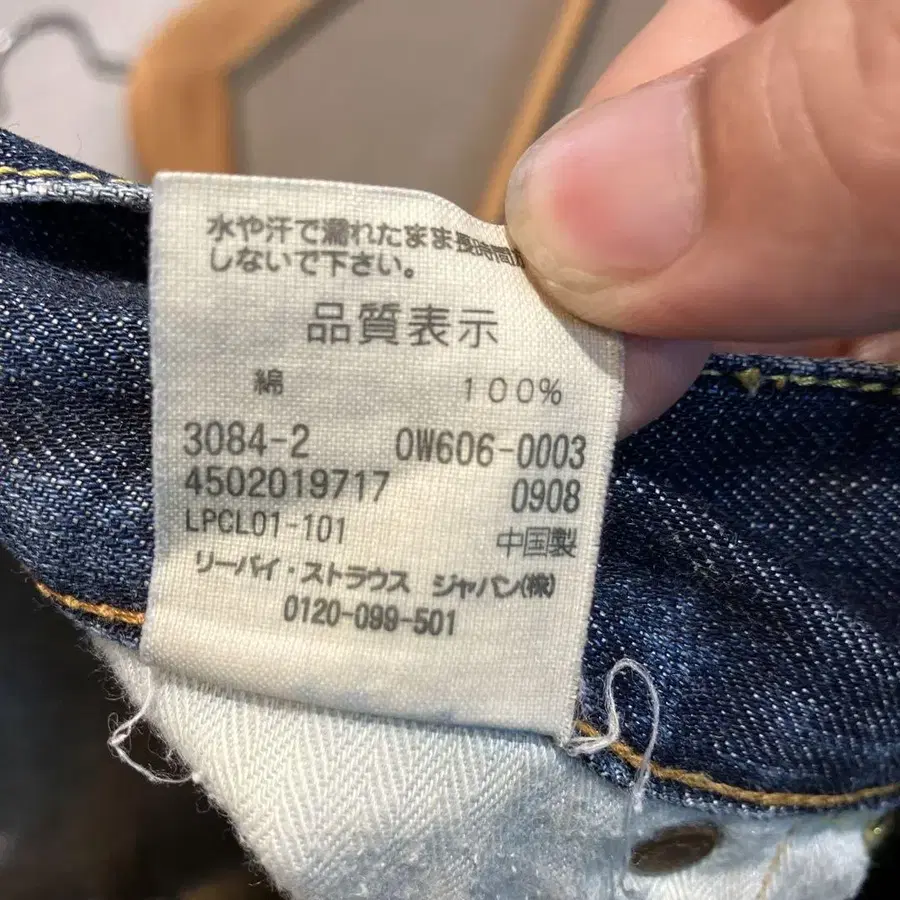 水や汗で濡れたまま長時間
しないで下さい。
品質表示
綿 100%
3084-2 0W606-0003
4502019717 0908
LPCL01-101 中国製
リーバイ・ストラウス ジャパン(株)
0120-099-501